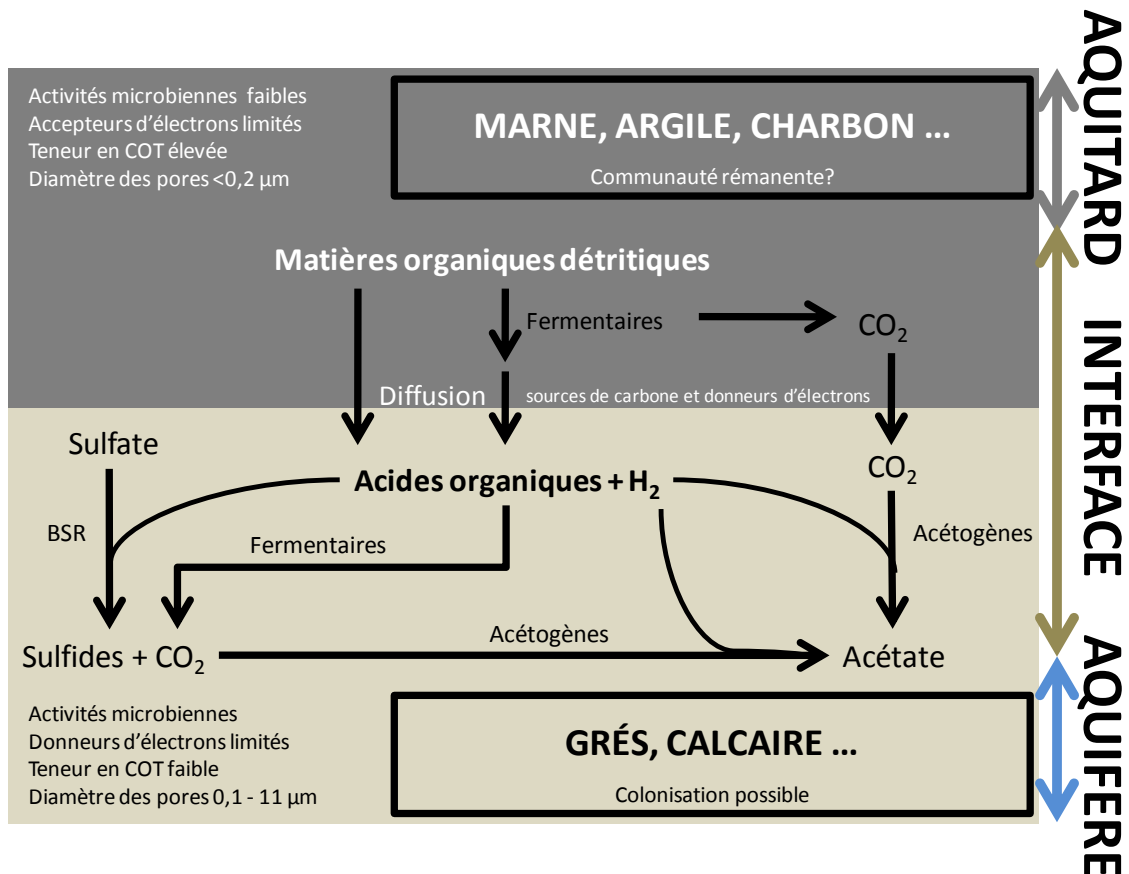 Activités microbiennes faibles
Accepteurs d'électrons limités
Teneur en COT élevée
Diamètre des pores <0,2 µm
MARNE, ARGILE, CHARBON ...
Communauté rémanente?
AQUITARD
Matières organiques détritiques
Fermentaires
CO₂
Diffusion
sources de carbone et donneurs d'électrons
INTERFACE
Sulfate
CO₂
Acides organiques + H₂
BSR
Fermentaires
Acétogènes
Acétogènes
Sulfides + CO₂
Acétate
Activités microbiennes
Donneurs d'électrons limités
Teneur en COT faible
Diamètre des pores 0,1 - 11 µm
GRÉS, CALCAIRE ...
Colonisation possible
AQUIFERE